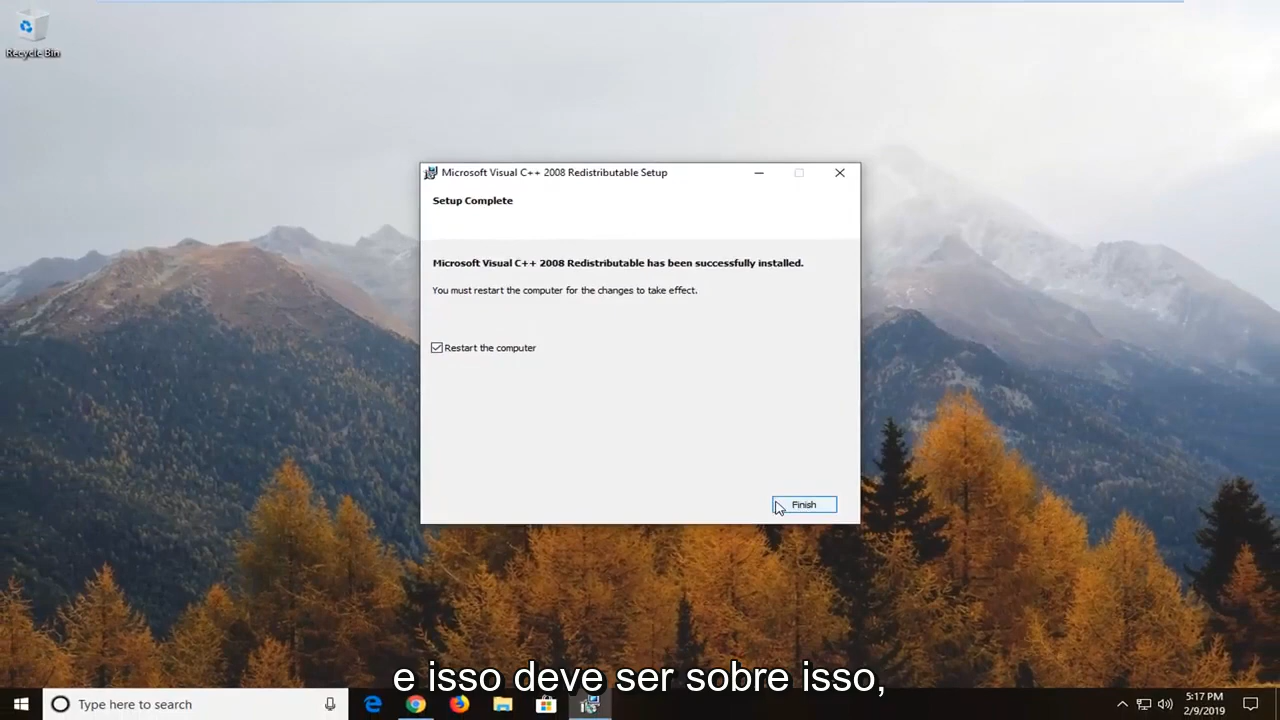 Recycle Bin
Microsoft Visual C++ 2008 Redistributable Setup
Setup Complete
Microsoft Visual C++ 2008 Redistributable has been successfully installed.
You must restart the computer for the changes to take effect.
Restart the computer
Finish
e isso deve ser sobre isso,
Type here to search
5:17 PM
2/9/2019